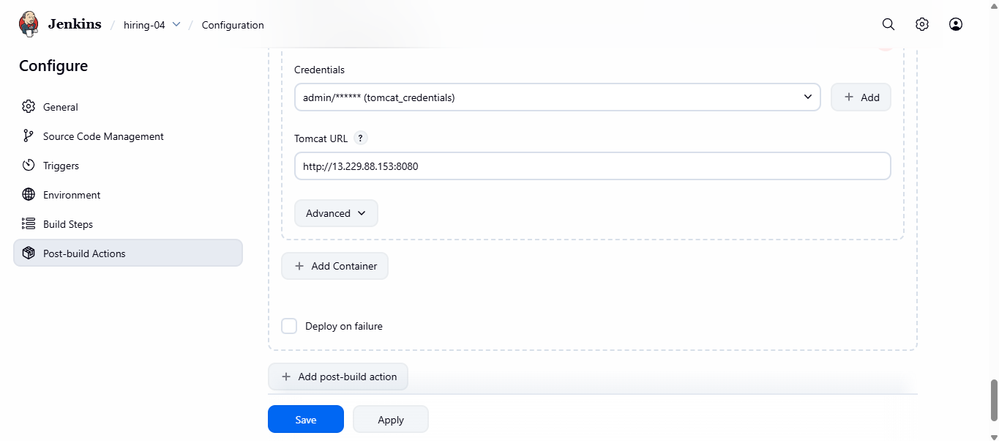 Jenkins / hiring-04 / Configuration
Configure
General
Source Code Management
Triggers
Environment
Build Steps
Post-build Actions
Credentials
admin/****** (tomcat_credentials)
+ Add
Tomcat URL ?
http://13.229.88.153:8080
Advanced
+ Add Container
Deploy on failure
+ Add post-build action
Save
Apply